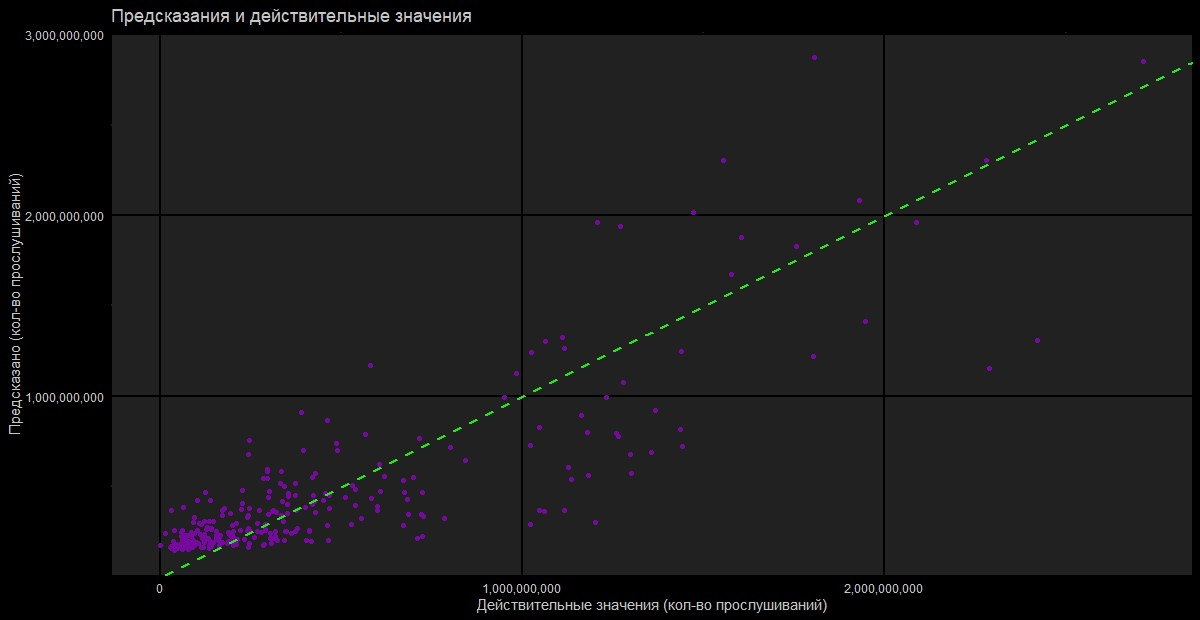 Предсказания и действительные значения
3,000,000,000
2,000,000,000
1,000,000,000
Предсказано (кол-во прослушиваний)
0
1,000,000,000
2,000,000,000
Действительные значения (кол-во прослушиваний)